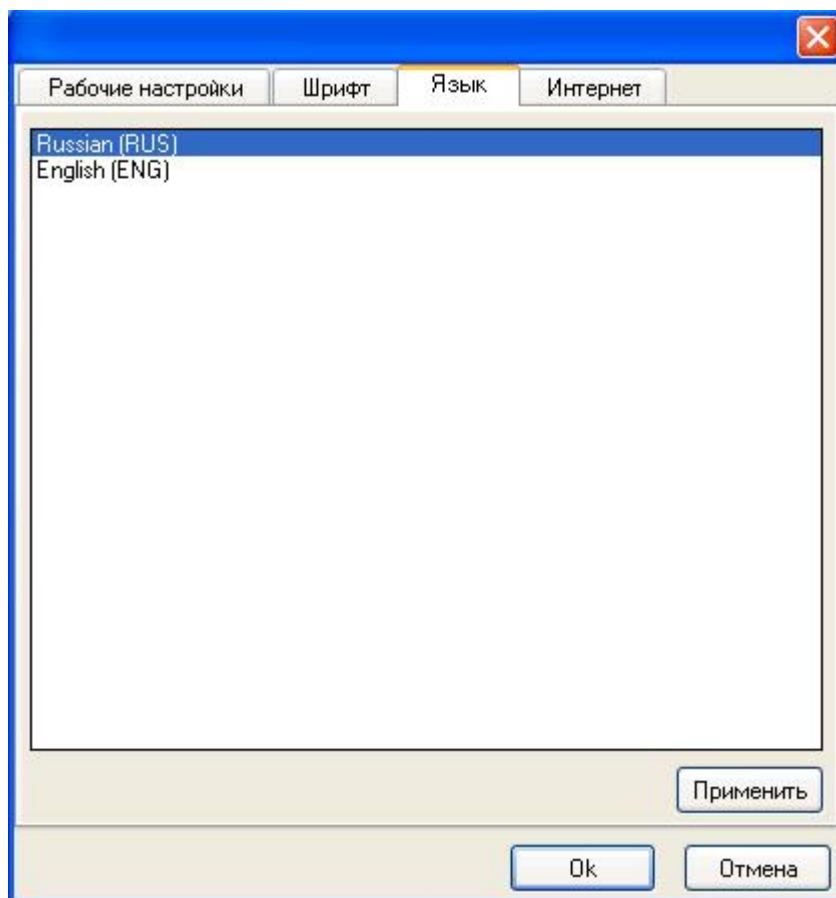 Рабочие настройки Шрифт Язык Интернет
Russian (RUS)
English (ENG)
Применить
Ok Отмена